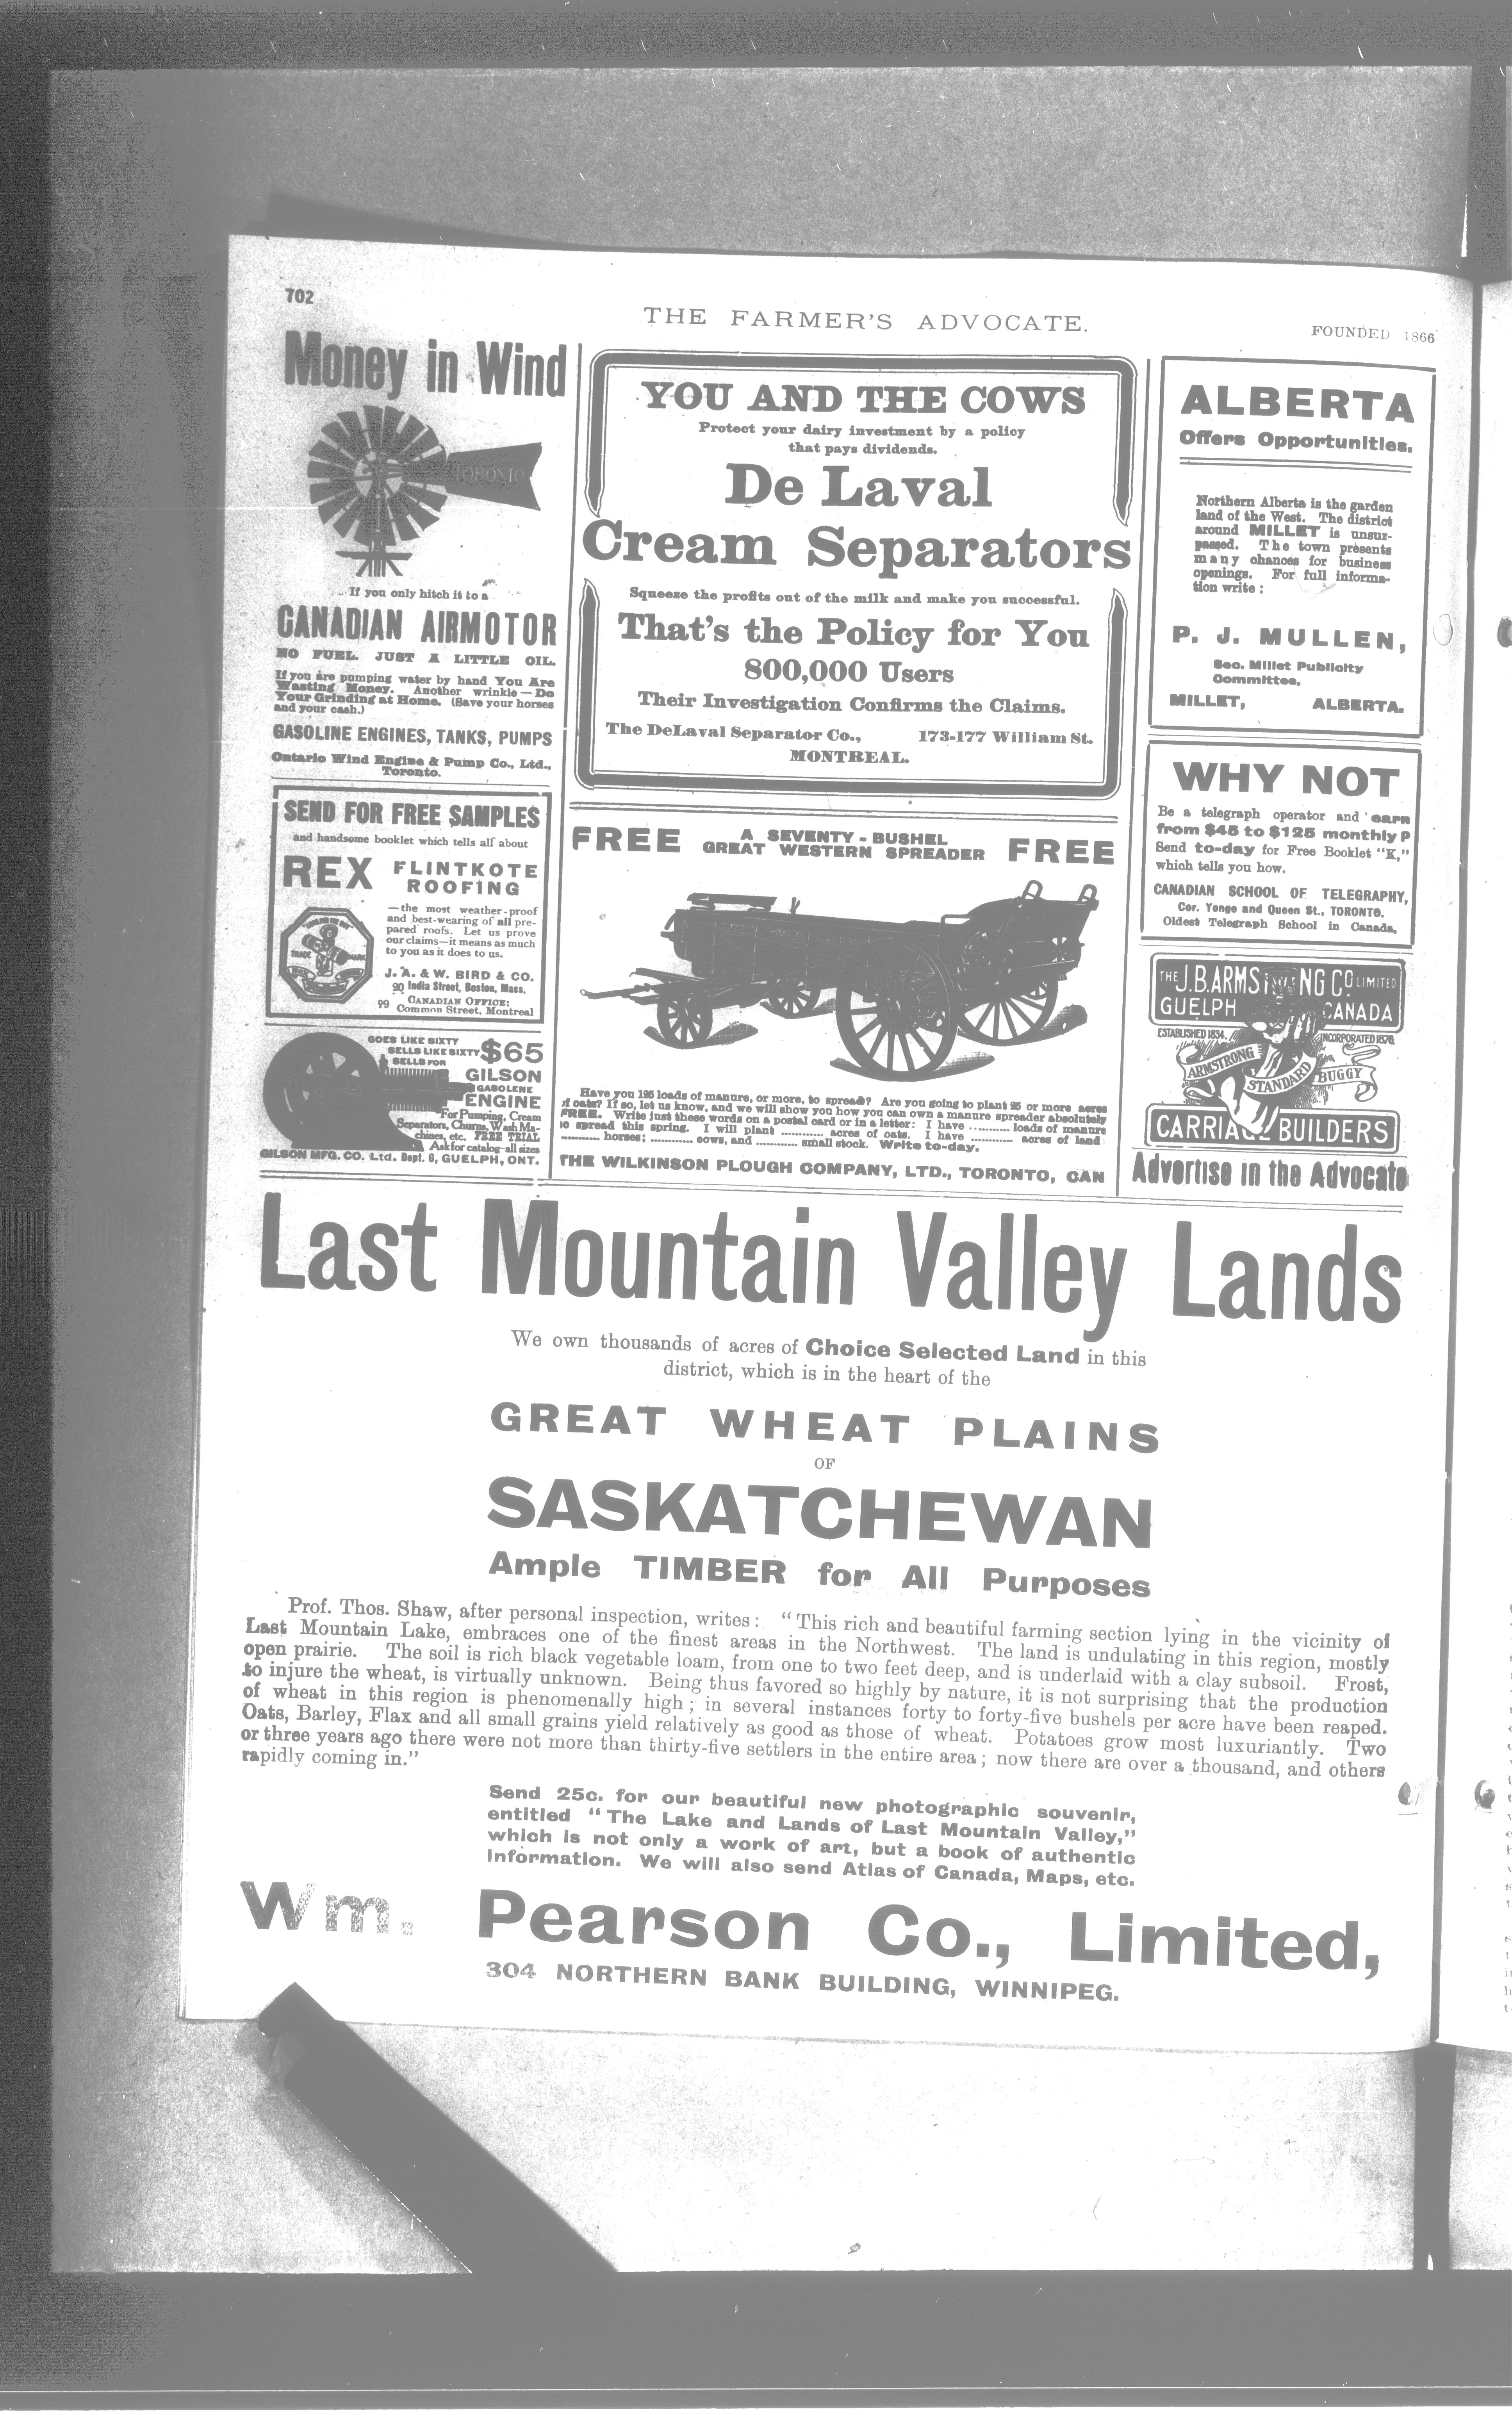 702
THE FARMER'S ADVOCATE.
FOUNDED 1866
Money in Wind
TORONTO
If you only hitch it to a
CANADIAN AIRMOTOR
NO FUEL. JUST A LITTLE OIL.
If you are pumping water by hand You Are
Wasting Money. Another wrinkle—Do
Your Grinding at Home. (Save your horses
and your cash.)
GASOLINE ENGINES, TANKS, PUMPS
Ontario Wind Engine & Pump Co., Ltd.,
Toronto.
SEND FOR FREE SAMPLES
and handsome booklet which tells all about
REX FLINTKOTE
ROOFING
—the most weather-proof
and best-wearing of all pre-
pared roofs. Let us prove
our claims—it means as much
to you as it does to us.
TRADE MARK
REX
J. A. & W. BIRD & CO.
90 India Street, Boston, Mass.
CANADIAN OFFICE:
99 Common Street, Montreal
GOES LIKE SIXTY
SELLS LIKE SIXTY $65
SELLS FOR
GILSON
GASOLENE
ENGINE
For Pumping, Cream
Separators, Churns, Wash Ma-
chines, etc. FREE TRIAL
Ask for catalog—all sizes
GILSON MFG. CO. Ltd. Dept. 6, GUELPH, ONT.
YOU AND THE COWS
Protect your dairy investment by a policy
that pays dividends.
De Laval
Cream Separators
Squeeze the profits out of the milk and make you successful.
That's the Policy for You
800,000 Users
Their Investigation Confirms the Claims.
The DeLaval Separator Co., 173-177 William St.
MONTREAL.
FREE A SEVENTY-BUSHEL
GREAT WESTERN SPREADER FREE
Have you 125 loads of manure, or more, to spread? Are you going to plant 25 or more acres
of oats? If so, let us know, and we will show you how you can own a manure spreader absolutely
FREE. Write just these words on a postal card or in a letter: I have ............ loads of manure
to spread this spring. I will plant ............ acres of oats. I have ............ acres of land
............ horses; ............ cows, and ............ small stock. Write to-day.
THE WILKINSON PLOUGH COMPANY, LTD., TORONTO, CAN
ALBERTA
Offers Opportunities.
Northern Alberta is the garden
land of the West. The district
around MILLET is unsur-
passed. The town presents
many chances for business
openings. For full informa-
tion write:
P. J. MULLEN,
Sec. Millet Publicity
Committee,
MILLET, ALBERTA.
WHY NOT
Be a telegraph operator and earn
from $45 to $125 monthly P
Send to-day for Free Booklet "K,"
which tells you how.
CANADIAN SCHOOL OF TELEGRAPHY,
Cor. Yonge and Queen St., TORONTO.
Oldest Telegraph School in Canada.
THE J.B. ARMSTRONG CO LIMITED
GUELPH CANADA
ESTABLISHED 1834. INCORPORATED 1876.
ARMSTRONG STANDARD BUGGY
CARRIAGE BUILDERS
Advertise in the Advocate
Last Mountain Valley Lands
We own thousands of acres of Choice Selected Land in this
district, which is in the heart of the
GREAT WHEAT PLAINS
OF
SASKATCHEWAN
Ample TIMBER for All Purposes
Prof. Thos. Shaw, after personal inspection, writes: "This rich and beautiful farming section lying in the vicinity of
Last Mountain Lake, embraces one of the finest areas in the Northwest. The land is undulating in this region, mostly
open prairie. The soil is rich black vegetable loam, from one to two feet deep, and is underlaid with a clay subsoil. Frost,
to injure the wheat, is virtually unknown. Being thus favored so highly by nature, it is not surprising that the production
of wheat in this region is phenomenally high; in several instances forty to forty-five bushels per acre have been reaped.
Oats, Barley, Flax and all small grains yield relatively as good as those of wheat. Potatoes grow most luxuriantly. Two
or three years ago there were not more than thirty-five settlers in the entire area; now there are over a thousand, and others
rapidly coming in."
Send 25c. for our beautiful new photographic souvenir,
entitled "The Lake and Lands of Last Mountain Valley,"
which is not only a work of art, but a book of authentic
information. We will also send Atlas of Canada, Maps, etc.
Wm. Pearson Co., Limited,
304 NORTHERN BANK BUILDING, WINNIPEG.